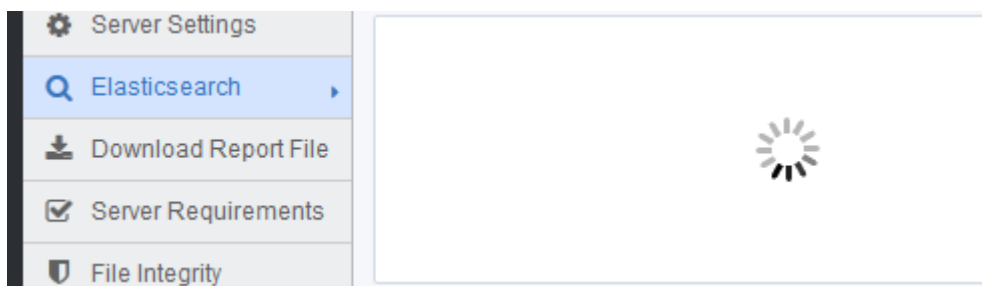 Server Settings
Elasticsearch
Download Report File
Server Requirements
File Integrity